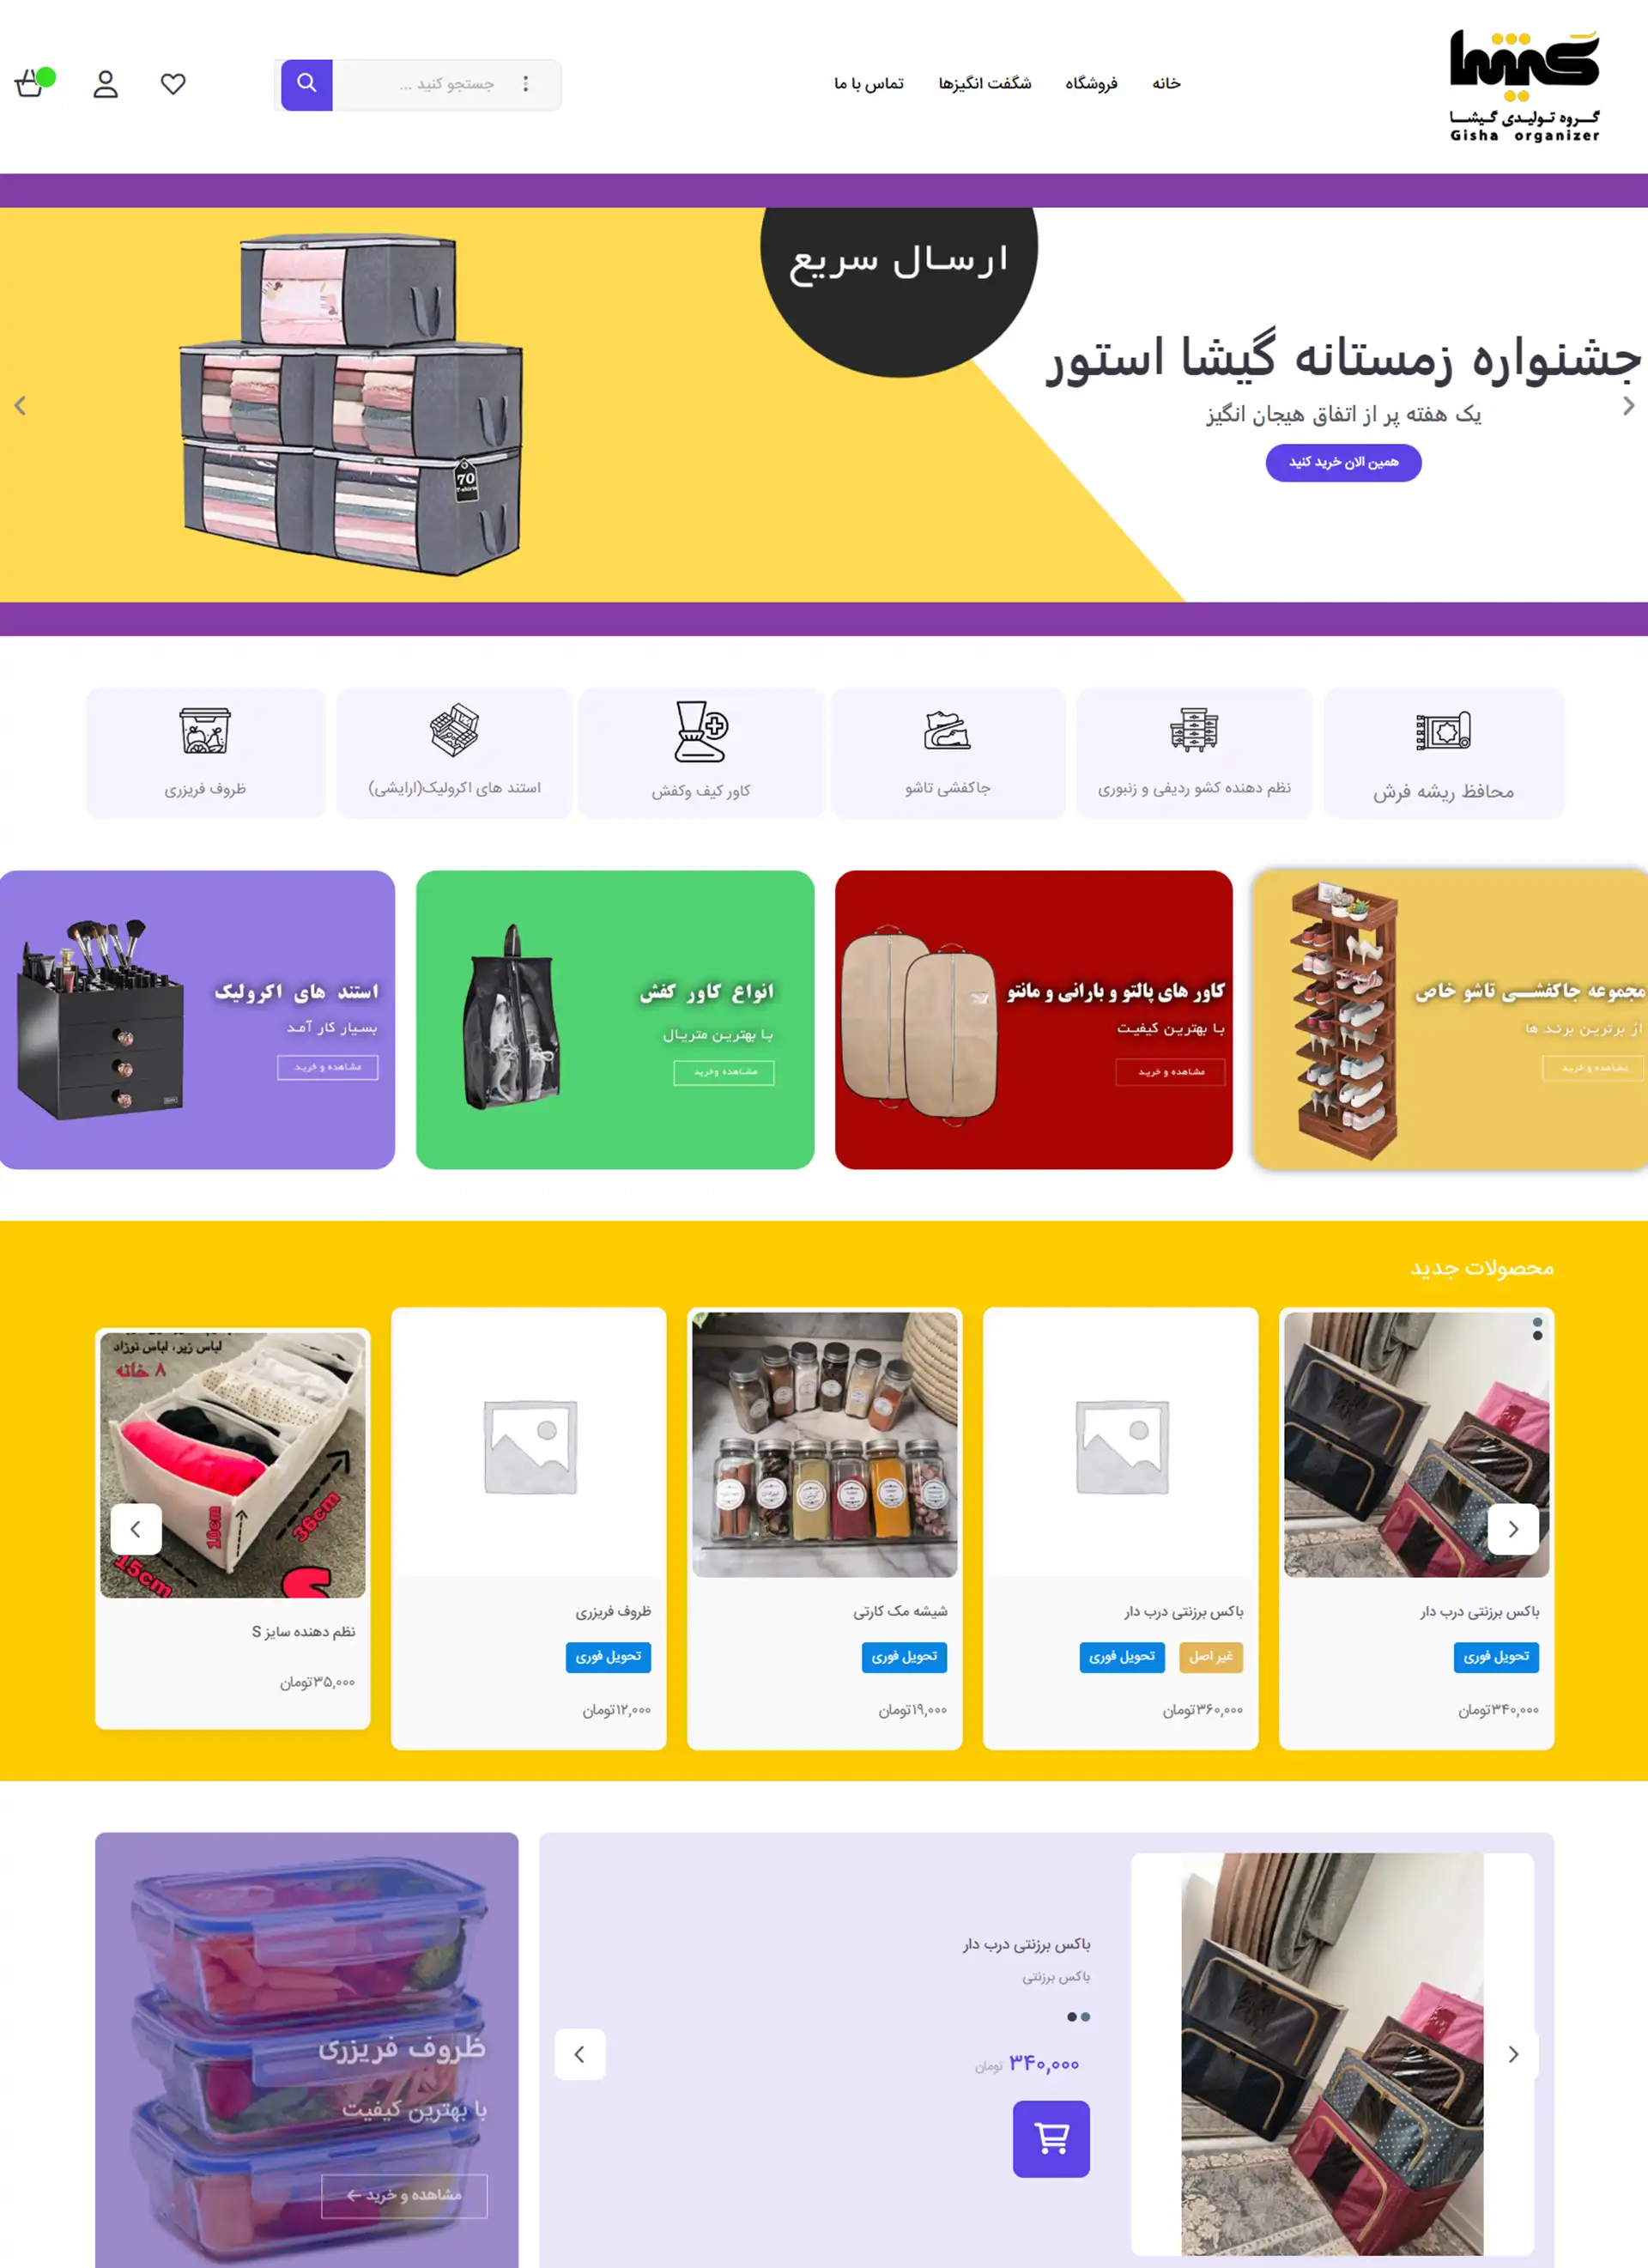 گیشا
گروه تولیدی گیشا
Gisha organizer
خانه
فروشگاه
شگفت انگیزها
تماس با ما
جستجو کنید ...
ارسال سریع
جشنواره زمستانه گیشا استور
یک هفته پر از اتفاق هیجان انگیز
همین الان خرید کنید
70
محافظ ریشه فرش
نظم دهنده کشو ردیفی و زنبوری
جاکفشی تاشو
کاور کیف وکفش
استند های اکرولیک(ارایشی)
ظروف فریزری
مجموعه جاکفشی تاشو خاص
از برترین برند ها
مشاهده و خرید
کاور های پالتو و بارانی و مانتو
با بهترین کیفیت
مشاهده و خرید
انواع کاور کفش
با بهترین متریال
مشاهده وخرید
استند های اکرولیک
بسیار کار آمد
مشاهده و خرید
محصولات جدید
باکس برزنتی درب دار
تحویل فوری
۳۴۰,۰۰۰تومان
باکس برزنتی درب دار
غیر اصل
تحویل فوری
۳۶۰,۰۰۰تومان
شیشه مک کارتی
تحویل فوری
۱۹,۰۰۰تومان
ظروف فریزری
تحویل فوری
۱۲,۰۰۰تومان
لباس زیر، لباس نوزاد
۸ خانه
10cm
36cm
15cm
نظم دهنده سایز S
۳۵,۰۰۰تومان
باکس برزنتی درب دار
باکس برزنتی
۳۴۰,۰۰۰ تومان
ظروف فریزری
با بهترین کیفیت
مشاهده و خرید ←